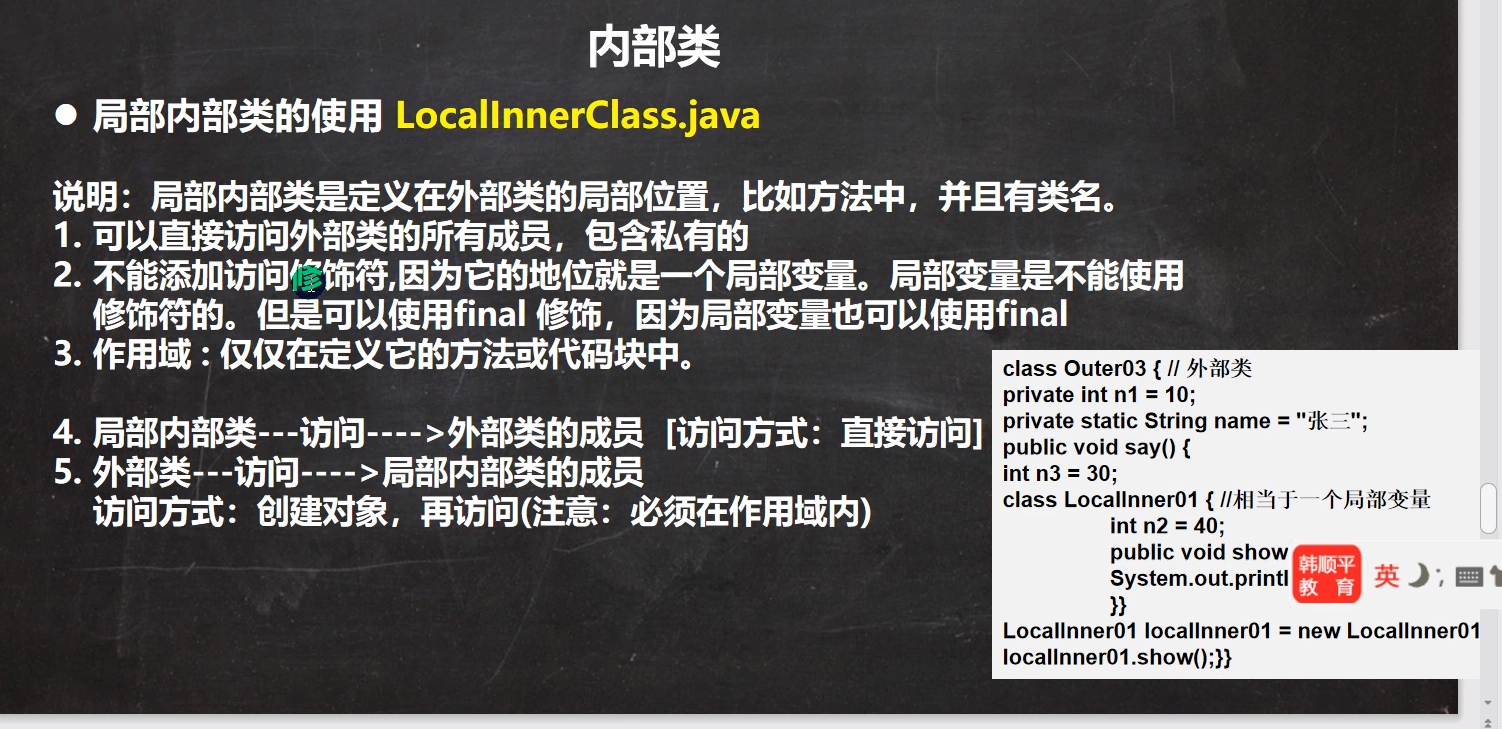 内部类
● 局部内部类的使用 LocalInnerClass.java
说明：局部内部类是定义在外部类的局部位置，比如方法中，并且有类名。
1. 可以直接访问外部类的所有成员，包含私有的
2. 不能添加访问修饰符,因为它的地位就是一个局部变量。局部变量是不能使用
修饰符的。但是可以使用final 修饰，因为局部变量也可以使用final
3. 作用域 : 仅仅在定义它的方法或代码块中。
4. 局部内部类---访问---->外部类的成员 [访问方式：直接访问]
5. 外部类---访问---->局部内部类的成员
访问方式：创建对象，再访问(注意：必须在作用域内)
class Outer03 { // 外部类
private int n1 = 10;
private static String name = "张三";
public void say() {
int n3 = 30;
class LocalInner01 { //相当于一个局部变量
int n2 = 40;
public void show
System.out.printl
}}
LocalInner01 localInner01 = new LocalInner01
localInner01.show();}}
韩顺平
教 育
英